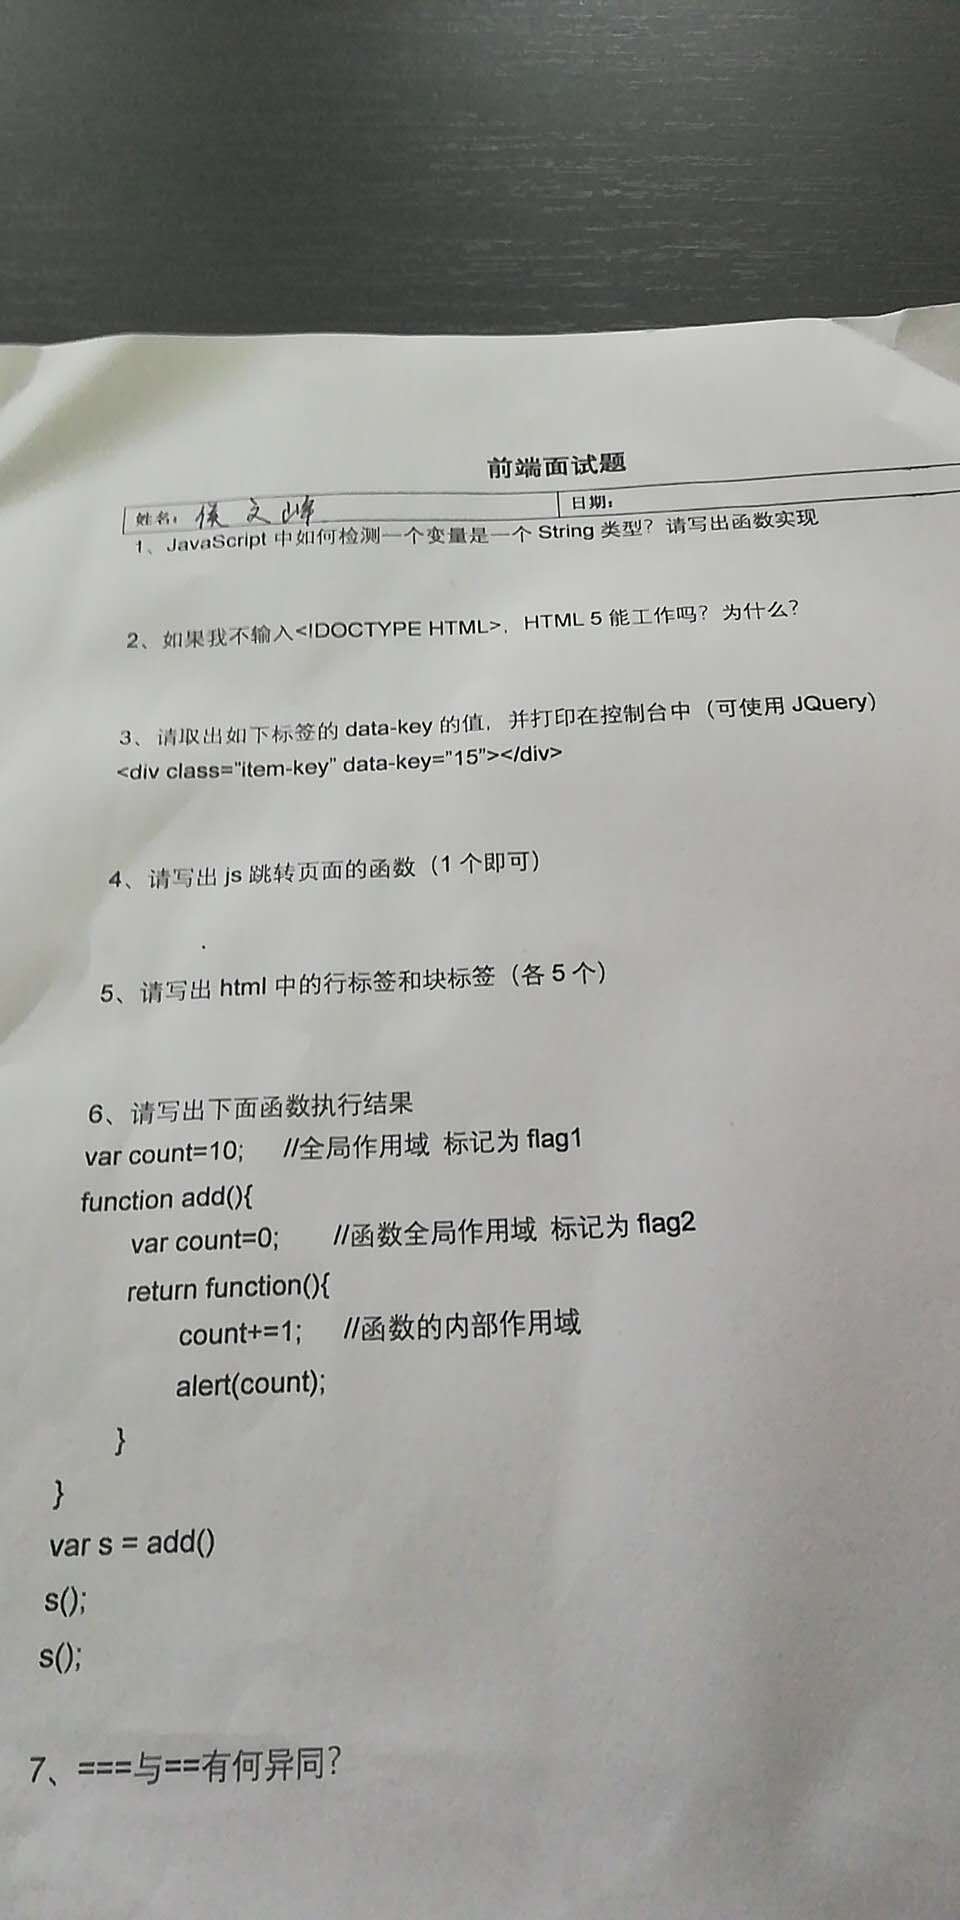 前端面试题
姓名: 侯文峰 日期:
1、JavaScript 中如何检测一个变量是一个 String 类型？请写出函数实现
2、如果我不输入<!DOCTYPE HTML>，HTML 5 能工作吗？为什么？
3、请取出如下标签的 data-key 的值，并打印在控制台中（可使用 JQuery）
<div class="item-key" data-key="15"></div>
4、请写出 js 跳转页面的函数（1 个即可）
5、请写出 html 中的行标签和块标签（各 5 个）
6、请写出下面函数执行结果
var count=10; //全局作用域 标记为 flag1
function add(){
var count=0; //函数全局作用域 标记为 flag2
return function(){
count+=1; //函数的内部作用域
alert(count);
}
}
var s = add()
s();
s();
7、===与==有何异同？